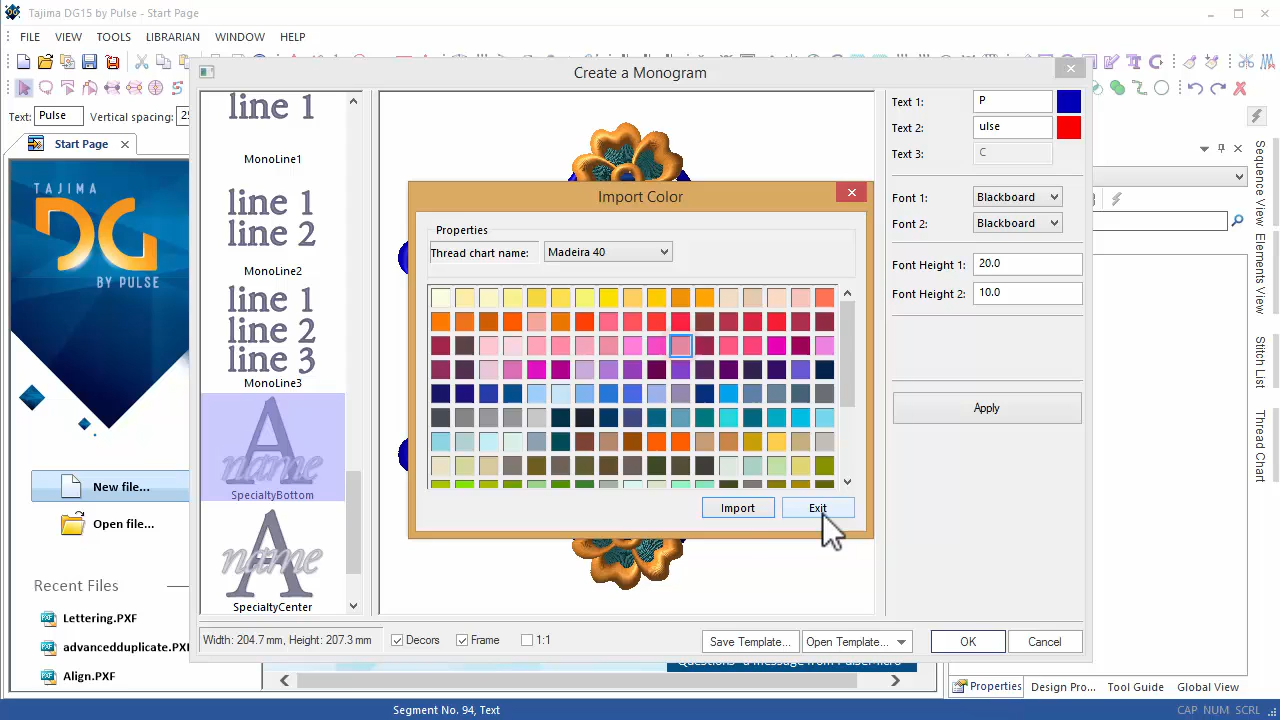 Tajima DG15 by Pulse - Start Page
FILE VIEW TOOLS LIBRARIAN WINDOW HELP
Text: Pulse Vertical spacing: 25
Start Page
TAJIMA
DG
BY PULSE
New file...
Open file...
Recent Files
Lettering.PXF
advancedduplicate.PXF
Align.PXF
Create a Monogram
line 1
MonoLine1
line 1
line 2
MonoLine2
line 1
line 2
line 3
MonoLine3
A
name
SpecialtyBottom
A
name
SpecialtyCenter
Import Color
Properties
Thread chart name: Madeira 40
Import Exit
Text 1: P
Text 2: ulse
Text 3: C
Font 1: Blackboard
Font 2: Blackboard
Font Height 1: 20.0
Font Height 2: 10.0
Apply
Width: 204.7 mm, Height: 207.3 mm Decors Frame 1:1 Save Template... Open Template... OK Cancel
Sequence View
Elements View
Stitch List
Thread Chart
Properties Design Pro... Tool Guide Global View
Segment No. 94, Text CAP NUM SCRL